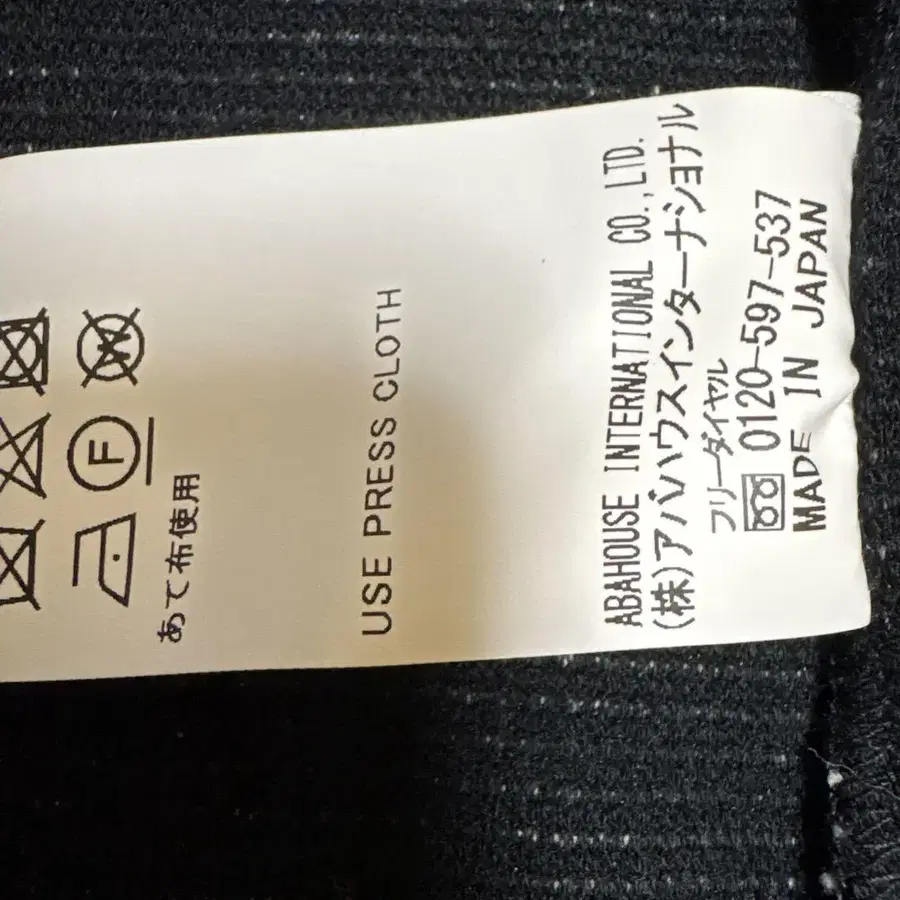 F
W
あて布使用
USE PRESS CLOTH
ABAHOUSE INTERNATIONAL CO.,LTD.
(株)アバハウスインターナショナル
フリーダイヤル
0120-597-537
MADE IN JAPAN